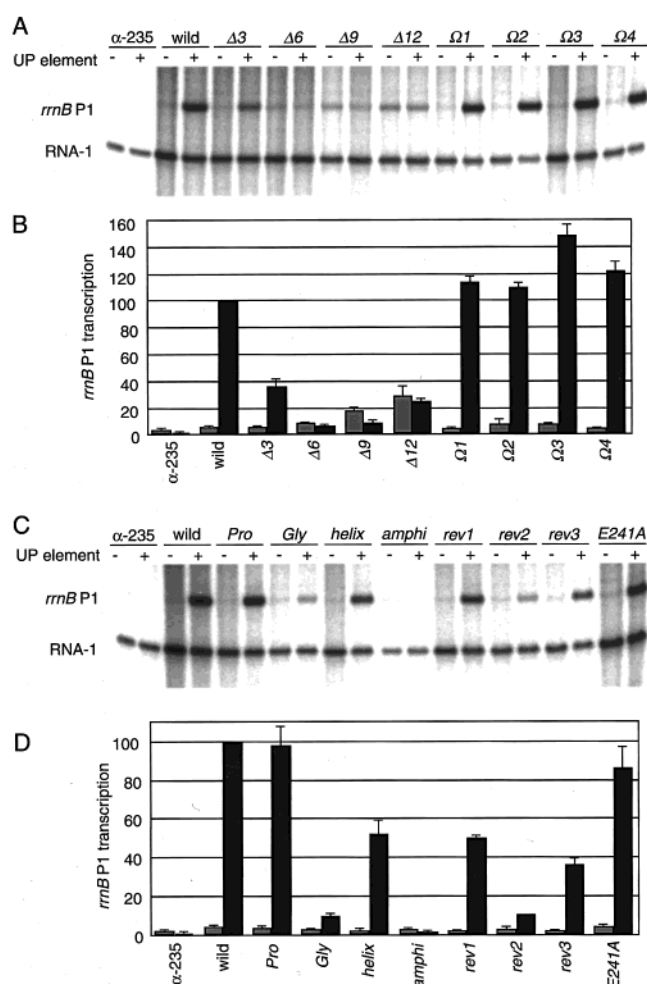 A
α-235 wild Δ3 Δ6 Δ9 Δ12 Ω1 Ω2 Ω3 Ω4
UP element - + - + - + - + - + - + - + - + - + - +
rrnB P1
RNA-1
B
rrnB P1 transcription
160
140
120
100
80
60
40
20
0
α-235 wild Δ3 Δ6 Δ9 Δ12 Ω1 Ω2 Ω3 Ω4
C
α-235 wild Pro Gly helix amphi rev1 rev2 rev3 E241A
UP element - + - + - + - + - + - + - + - + - + - +
rrnB P1
RNA-1
D
rrnB P1 transcription
100
80
60
40
20
0
α-235 wild Pro Gly helix amphi rev1 rev2 rev3 E241A